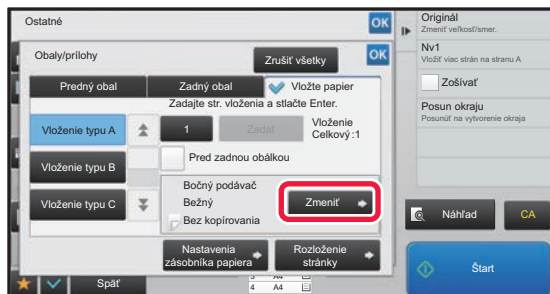 Ostatné
OK
Obaly/prílohy
Zrušiť všetky
OK
Predný obal
Zadný obal
Vložte papier
Zadajte str. vloženia a stlačte Enter.
Vloženie typu A
1
Zadať
Vloženie
Celkový :1
Vloženie typu B
Pred zadnou obálkou
Vloženie typu C
Bočný podávač
Bežný
Bez kopírovania
Zmeniť
Nastavenia
zásobníka papiera
Rozloženie
stránky
Späť
4 A4
Originál
Zmeniť veľkosť/smer.
Nv1
Vložiť viac strán na stranu A
Zošívať
Posun okraju
Posunúť na vytvorenie okraja
Náhľad
CA
Štart